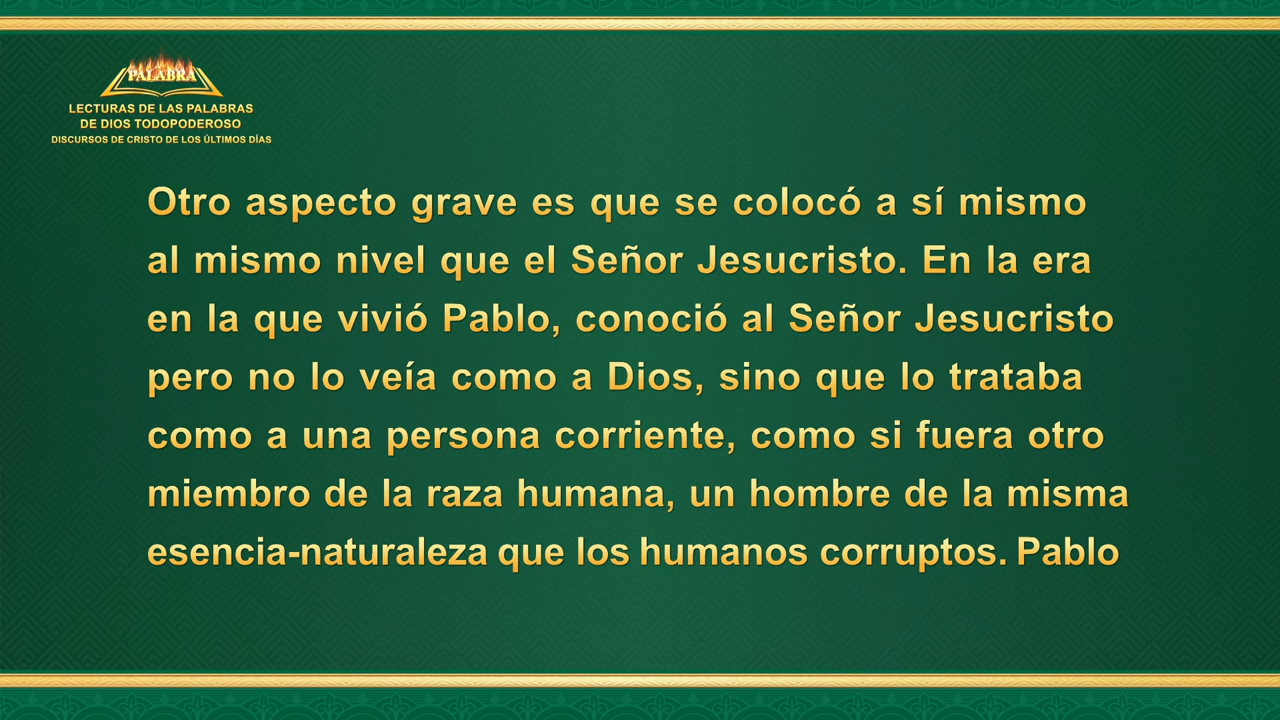 PALABRA
LECTURAS DE LAS PALABRAS
DE DIOS TODOPODEROSO
DISCURSOS DE CRISTO DE LOS ÚLTIMOS DÍAS
Otro aspecto grave es que se colocó a sí mismo
al mismo nivel que el Señor Jesucristo. En la era
en la que vivió Pablo, conoció al Señor Jesucristo
pero no lo veía como a Dios, sino que lo trataba
como a una persona corriente, como si fuera otro
miembro de la raza humana, un hombre de la misma
esencia-naturaleza que los humanos corruptos. Pablo